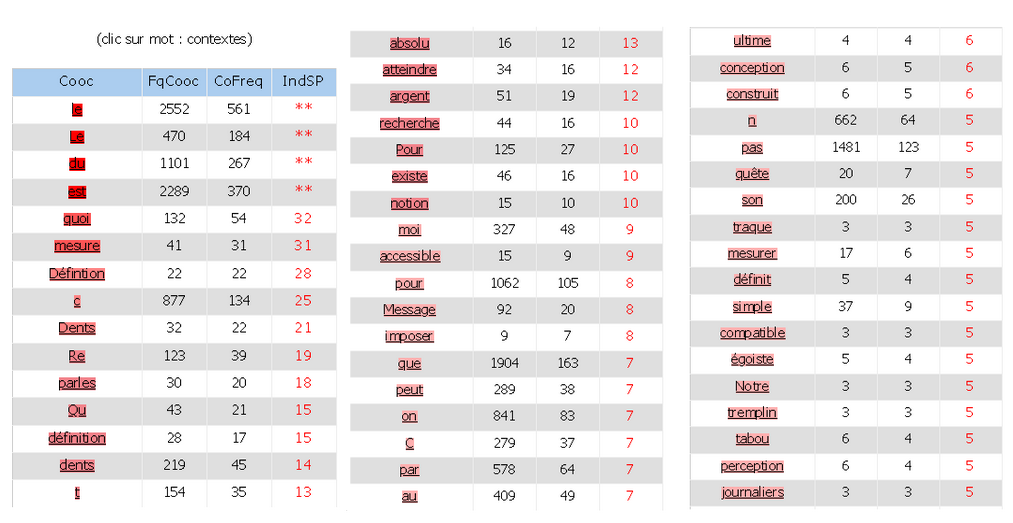 (clic sur mot : contextes)
Cooc FqCooc CoFreq IndSP
le 2552 561 **
Le 470 184 **
du 1101 267 **
est 2289 370 **
quoi 132 54 32
mesure 41 31 31
Défintion 22 22 28
c 877 134 25
Dents 32 22 21
Re 123 39 19
parles 30 20 18
Qu 43 21 15
définition 28 17 15
dents 219 45 14
t 154 35 13
absolu 16 12 13
atteindre 34 16 12
argent 51 19 12
recherche 44 16 10
Pour 125 27 10
existe 46 16 10
notion 15 10 10
moi 327 48 9
accessible 15 9 9
pour 1062 105 8
Message 92 20 8
imposer 9 7 8
que 1904 163 7
peut 289 38 7
on 841 83 7
C 279 37 7
par 578 64 7
au 409 49 7
ultime 4 4 6
conception 6 5 6
construit 6 5 6
n 662 64 5
pas 1481 123 5
quête 20 7 5
son 200 26 5
traque 3 3 5
mesurer 17 6 5
définit 5 4 5
simple 37 9 5
compatible 3 3 5
égoiste 5 4 5
Notre 3 3 5
tremplin 3 3 5
tabou 6 4 5
perception 6 4 5
journaliers 3 3 5